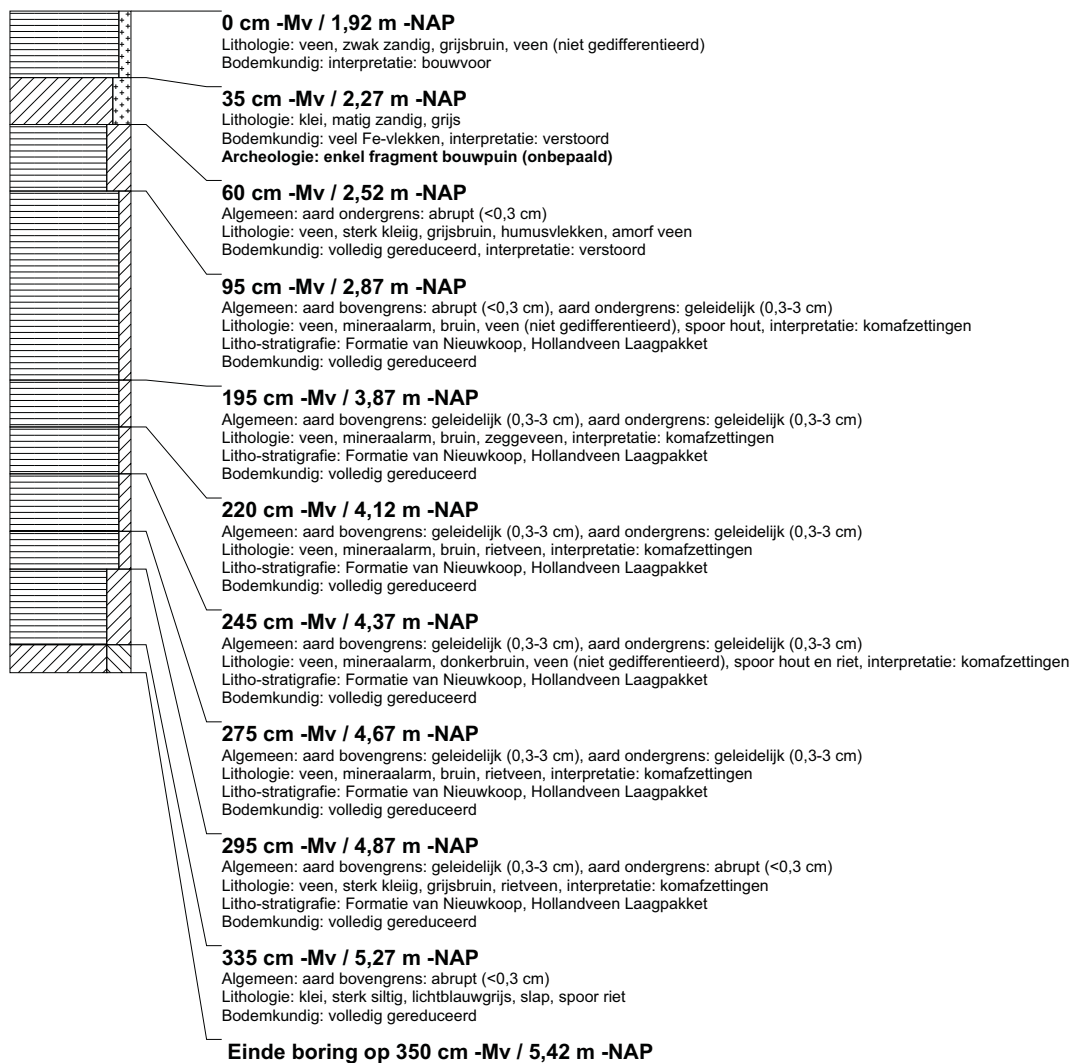 0 cm -Mv / 1,92 m -NAP
Lithologie: veen, zwak zandig, grijsbruin, veen (niet gedifferentieerd)
Bodemkundig: interpretatie: bouwvoor
35 cm -Mv / 2,27 m -NAP
Lithologie: klei, matig zandig, grijs
Bodemkundig: veel Fe-vlekken, interpretatie: verstoord
Archeologie: enkel fragment bouwpuin (onbepaald)
60 cm -Mv / 2,52 m -NAP
Algemeen: aard ondergrens: abrupt (<0,3 cm)
Lithologie: veen, sterk kleiig, grijsbruin, humusvlekken, amorf veen
Bodemkundig: volledig gereduceerd, interpretatie: verstoord
95 cm -Mv / 2,87 m -NAP
Algemeen: aard bovengrens: abrupt (<0,3 cm), aard ondergrens: geleidelijk (0,3-3 cm)
Lithologie: veen, mineraalarm, bruin, veen (niet gedifferentieerd), spoor hout, interpretatie: komafzettingen
Litho-stratigrafie: Formatie van Nieuwkoop, Hollandveen Laagpakket
Bodemkundig: volledig gereduceerd
195 cm -Mv / 3,87 m -NAP
Algemeen: aard bovengrens: geleidelijk (0,3-3 cm), aard ondergrens: geleidelijk (0,3-3 cm)
Lithologie: veen, mineraalarm, bruin, zeggeveen, interpretatie: komafzettingen
Litho-stratigrafie: Formatie van Nieuwkoop, Hollandveen Laagpakket
Bodemkundig: volledig gereduceerd
220 cm -Mv / 4,12 m -NAP
Algemeen: aard bovengrens: geleidelijk (0,3-3 cm), aard ondergrens: geleidelijk (0,3-3 cm)
Lithologie: veen, mineraalarm, bruin, rietveen, interpretatie: komafzettingen
Litho-stratigrafie: Formatie van Nieuwkoop, Hollandveen Laagpakket
Bodemkundig: volledig gereduceerd
245 cm -Mv / 4,37 m -NAP
Algemeen: aard bovengrens: geleidelijk (0,3-3 cm), aard ondergrens: geleidelijk (0,3-3 cm)
Lithologie: veen, mineraalarm, donkerbruin, veen (niet gedifferentieerd), spoor hout en riet, interpretatie: komafzettingen
Litho-stratigrafie: Formatie van Nieuwkoop, Hollandveen Laagpakket
Bodemkundig: volledig gereduceerd
275 cm -Mv / 4,67 m -NAP
Algemeen: aard bovengrens: geleidelijk (0,3-3 cm), aard ondergrens: geleidelijk (0,3-3 cm)
Lithologie: veen, mineraalarm, bruin, rietveen, interpretatie: komafzettingen
Litho-stratigrafie: Formatie van Nieuwkoop, Hollandveen Laagpakket
Bodemkundig: volledig gereduceerd
295 cm -Mv / 4,87 m -NAP
Algemeen: aard bovengrens: geleidelijk (0,3-3 cm), aard ondergrens: abrupt (<0,3 cm)
Lithologie: veen, sterk kleiig, grijsbruin, rietveen, interpretatie: komafzettingen
Litho-stratigrafie: Formatie van Nieuwkoop, Hollandveen Laagpakket
Bodemkundig: volledig gereduceerd
335 cm -Mv / 5,27 m -NAP
Algemeen: aard bovengrens: abrupt (<0,3 cm)
Lithologie: klei, sterk siltig, lichtblauwgrijs, slap, spoor riet
Bodemkundig: volledig gereduceerd
Einde boring op 350 cm -Mv / 5,42 m -NAP